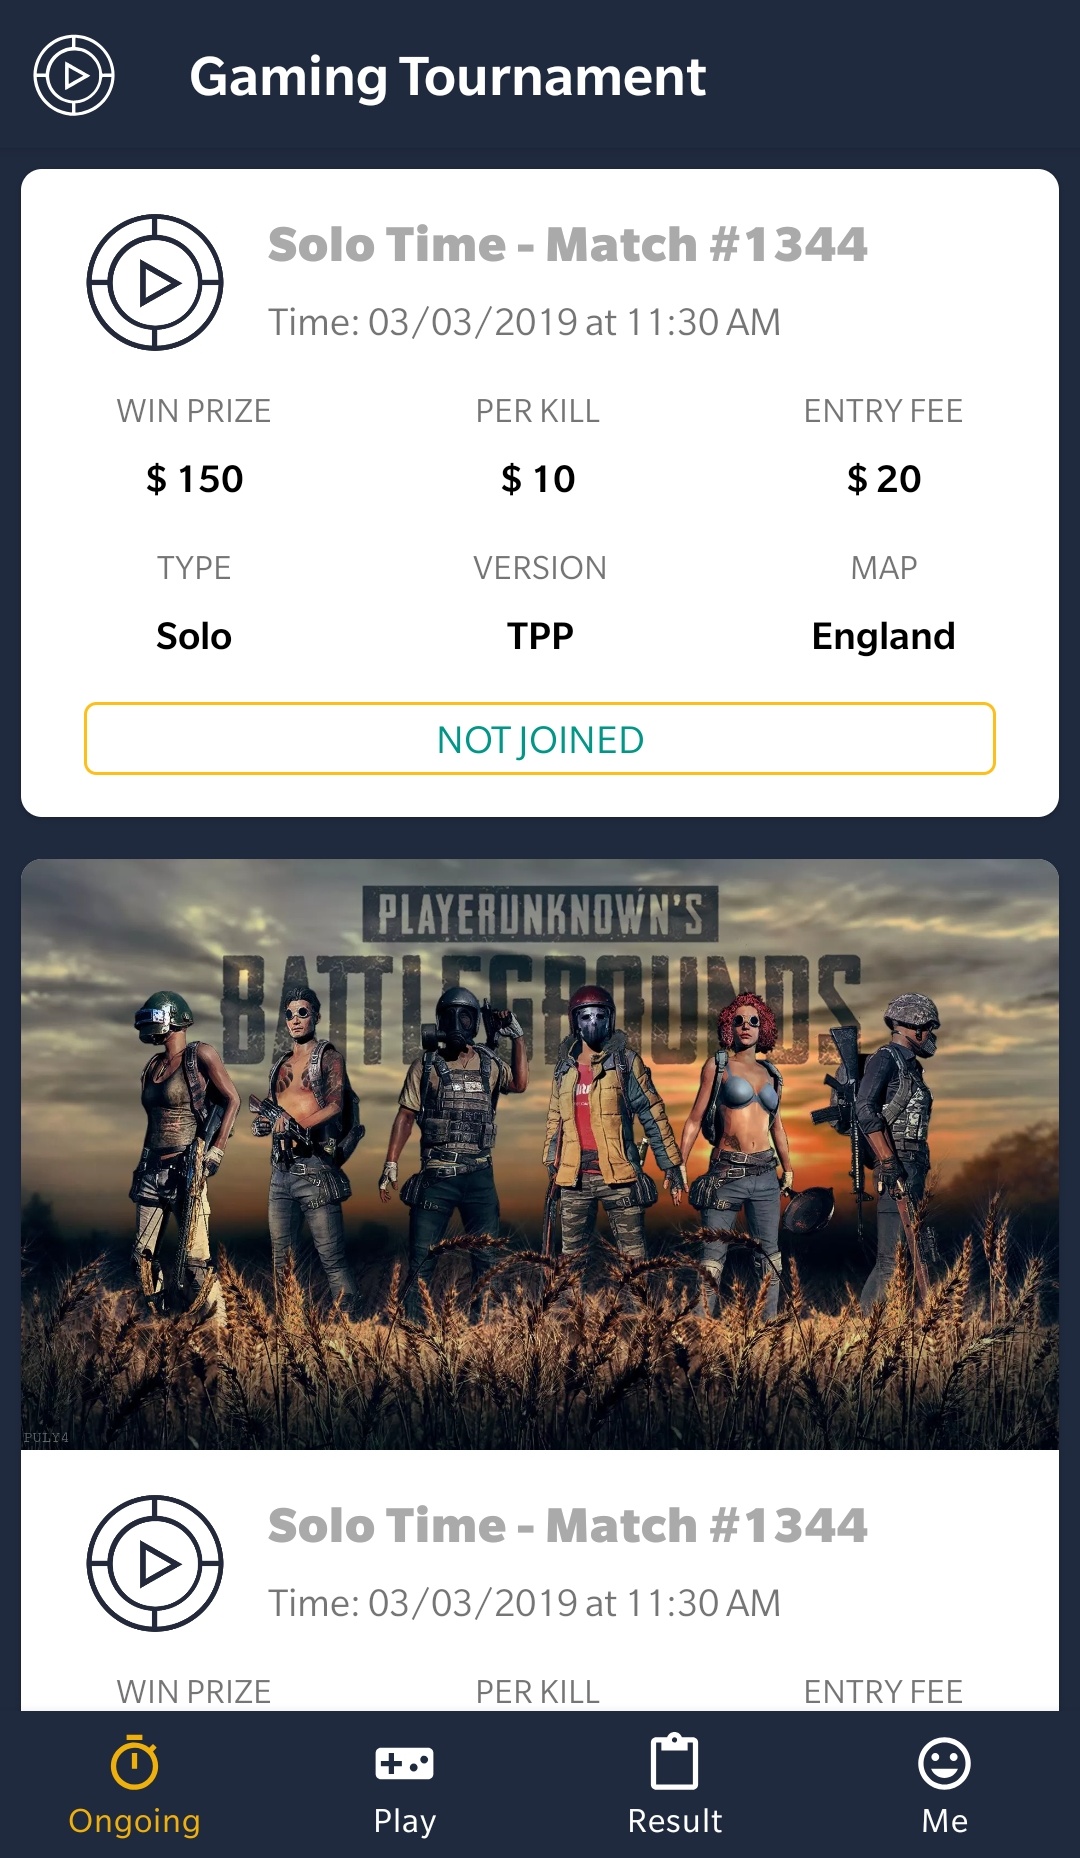 Gaming Tournament
Solo Time - Match #1344
Time: 03/03/2019 at 11:30 AM
WIN PRIZE PER KILL ENTRY FEE
$ 150 $ 10 $ 20
TYPE VERSION MAP
Solo TPP England
NOT JOINED
PLAYERUNKNOWN'S
BATTLEGROUNDS
PULY4
Solo Time - Match #1344
Time: 03/03/2019 at 11:30 AM
WIN PRIZE PER KILL ENTRY FEE
Ongoing Play Result Me